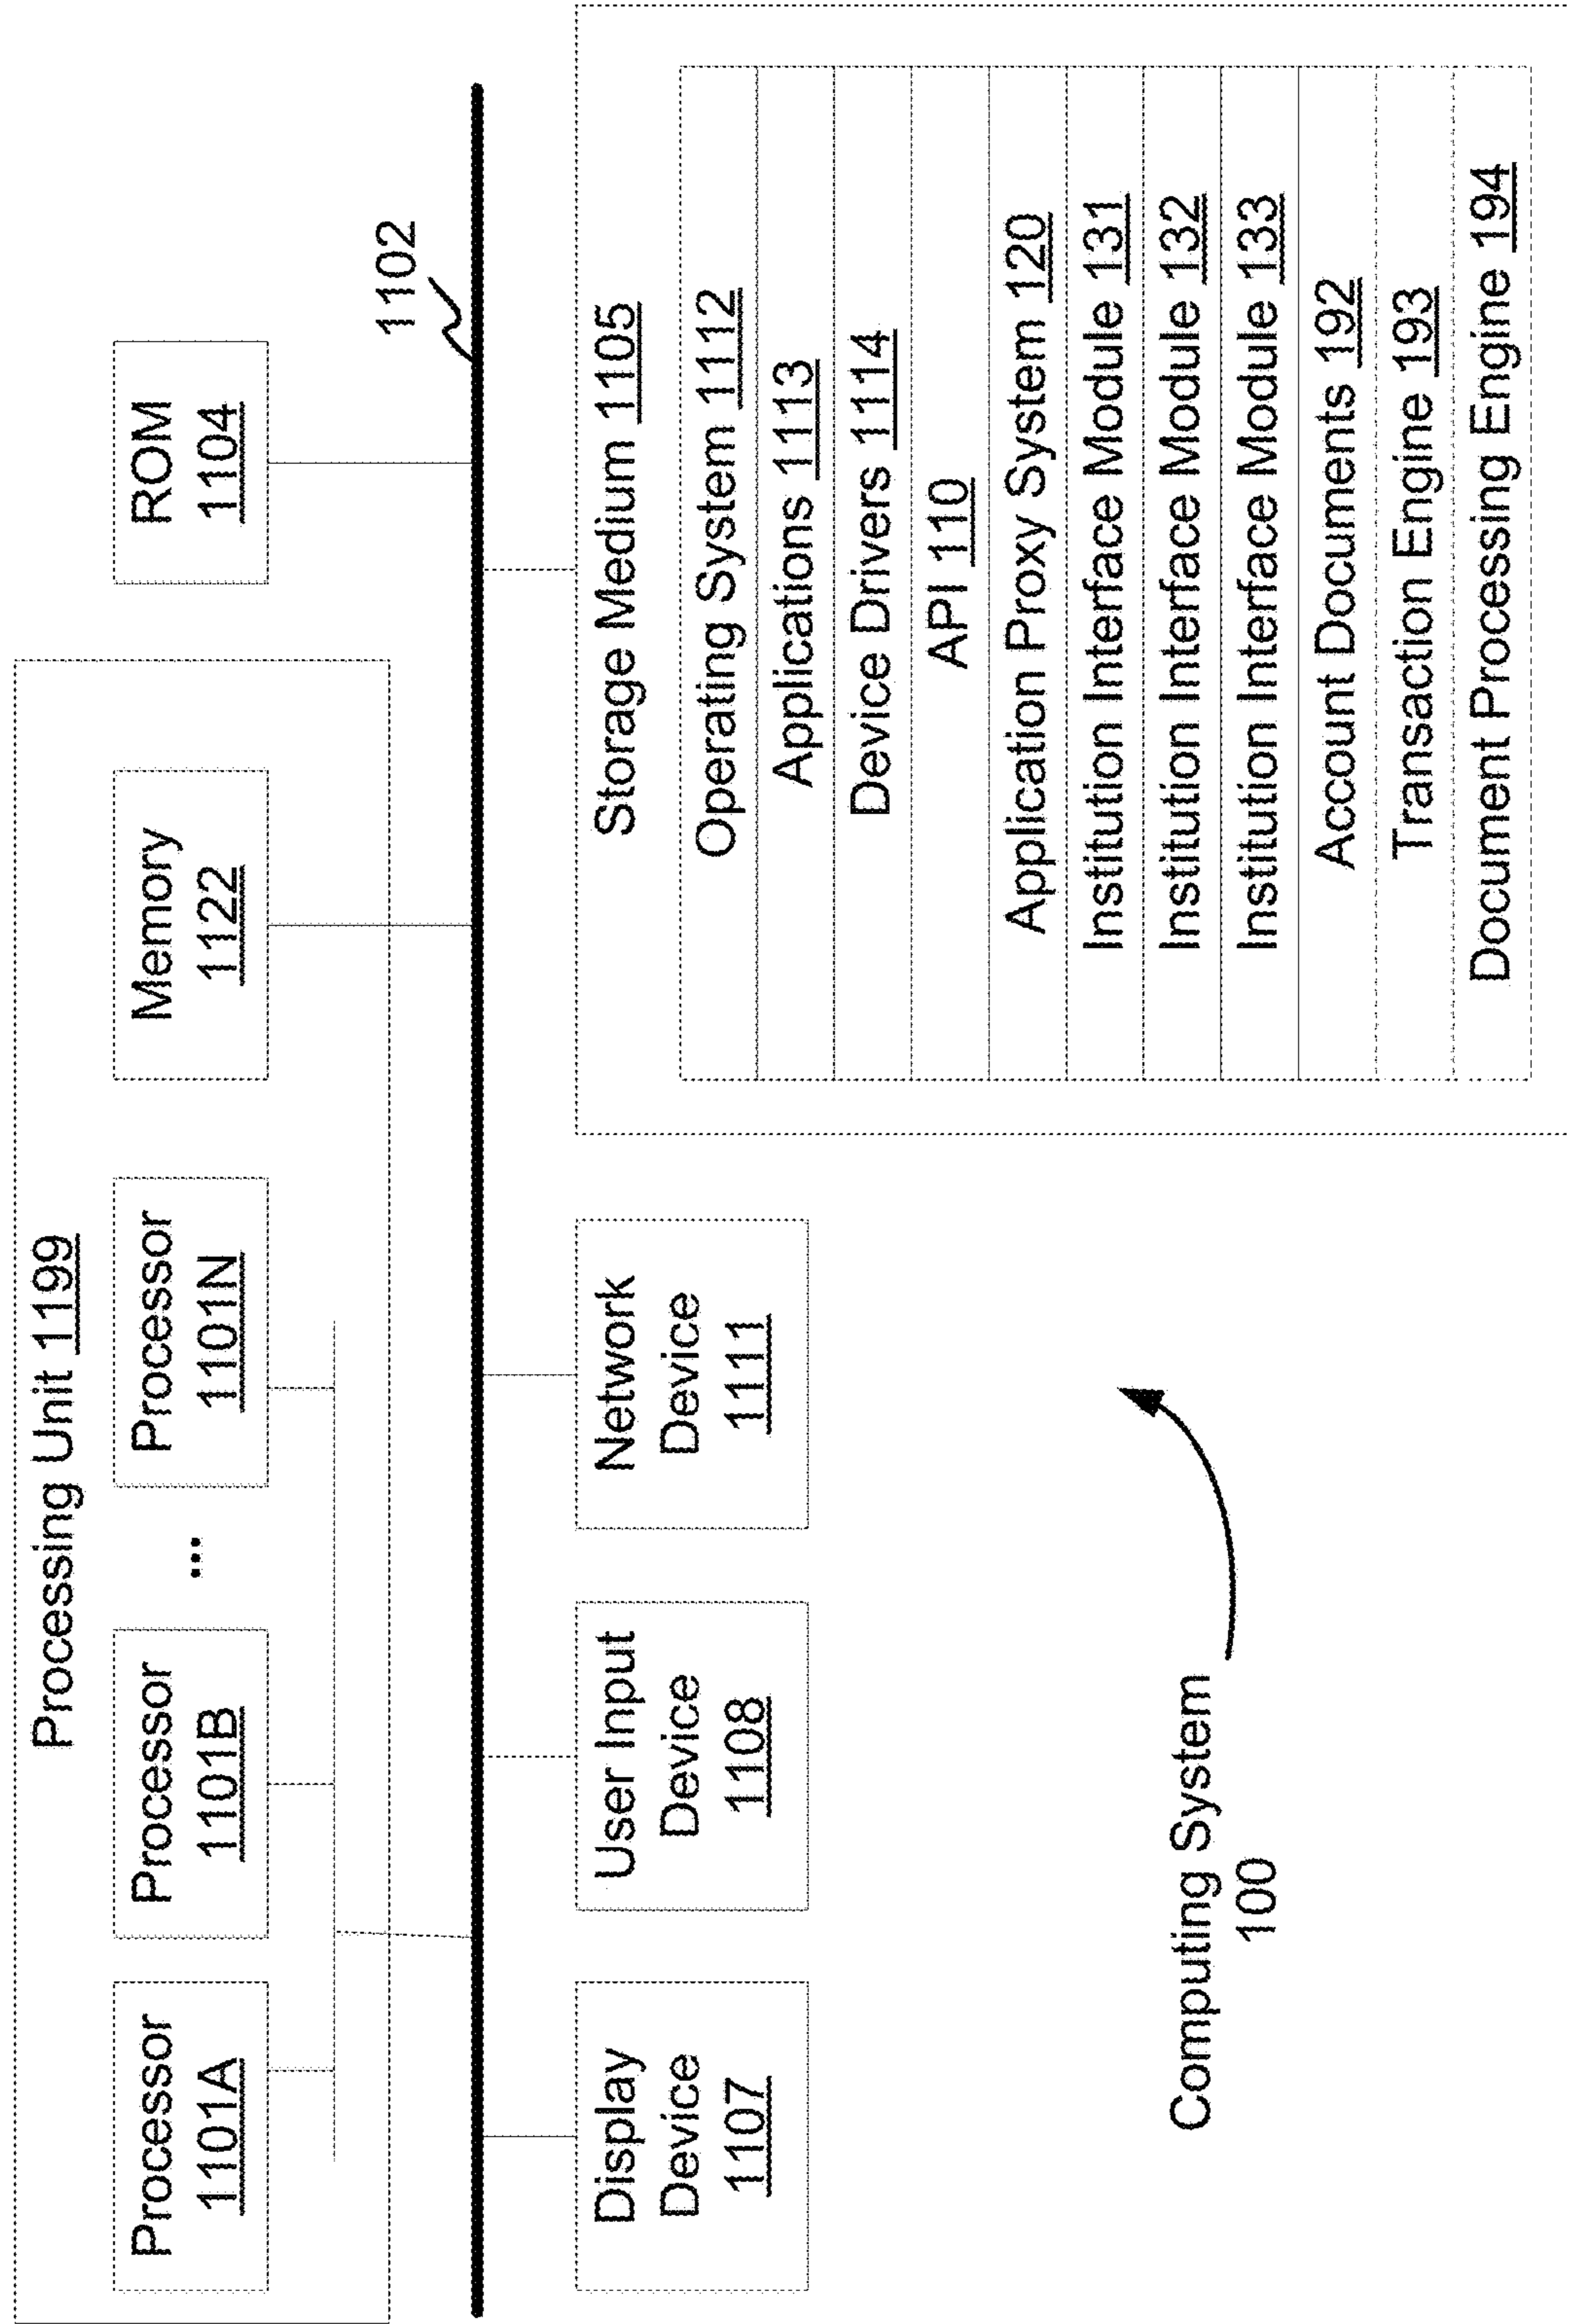 Processing Unit 1199
Processor
1101A
Processor
1101B
...
Processor
1101N
Memory
1122
ROM
1104
1102
Display
Device
1107
User Input
Device
1108
Network
Device
1111
Storage Medium 1105
Operating System 1112
Applications 1113
Device Drivers 1114
API 110
Application Proxy System 120
Institution Interface Module 131
Institution Interface Module 132
Institution Interface Module 133
Account Documents 192
Transaction Engine 193
Document Processing Engine 194
Computing System
100